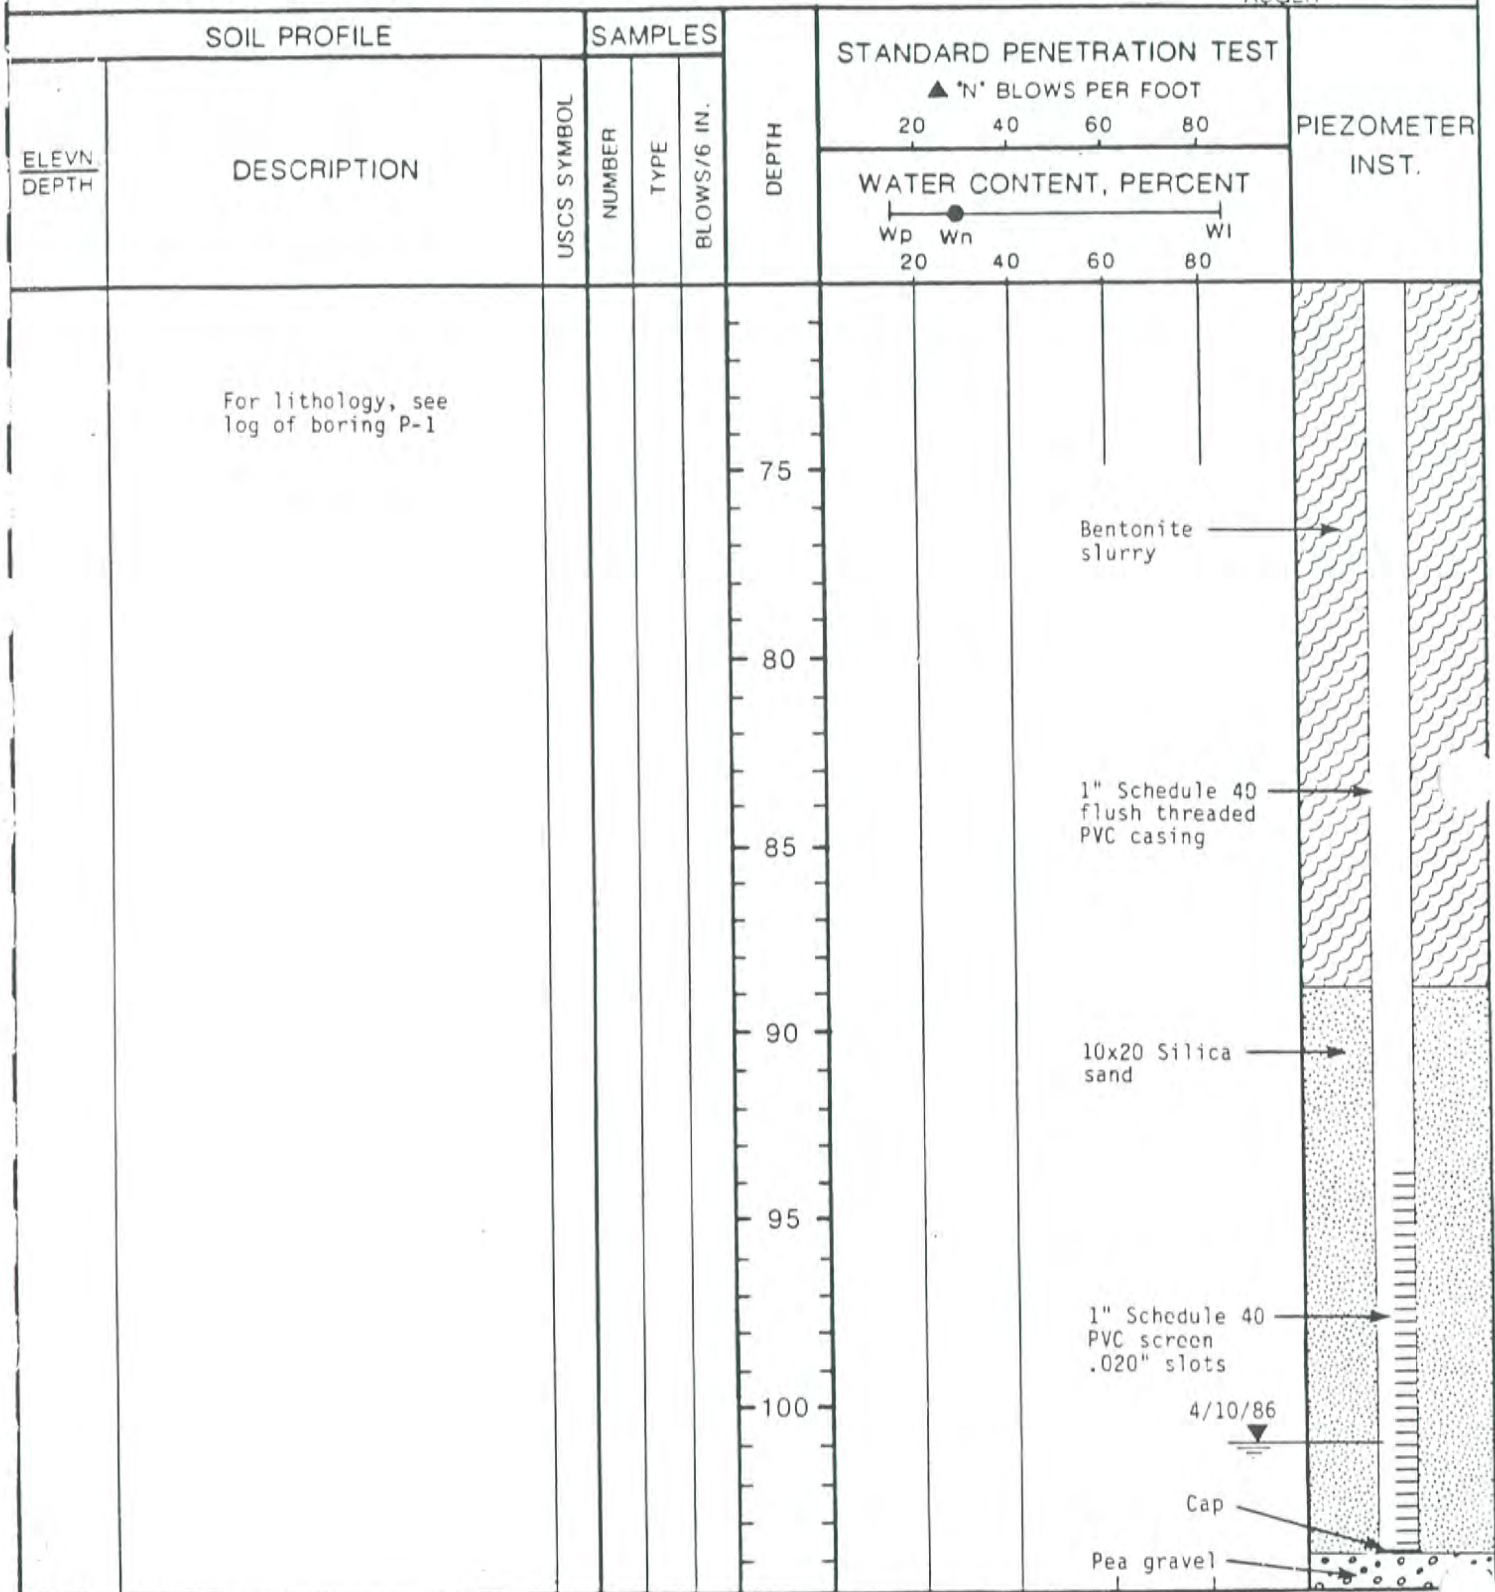 SOIL PROFILE
SAMPLES
ELEVN.
DEPTH
DESCRIPTION
USCS SYMBOL
NUMBER
TYPE
BLOWS/6 IN.
DEPTH
STANDARD PENETRATION TEST
▲ "N" BLOWS PER FOOT
20 40 60 80
WATER CONTENT, PERCENT
Wp Wn Wl
20 40 60 80
PIEZOMETER
INST.
For lithology, see
log of boring P-1
75
Bentonite
slurry
80
1" Schedule 40
flush threaded
PVC casing
85
90
10x20 Silica
sand
95
1" Schedule 40
PVC screen
.020" slots
100
4/10/86
Cap
Pea gravel